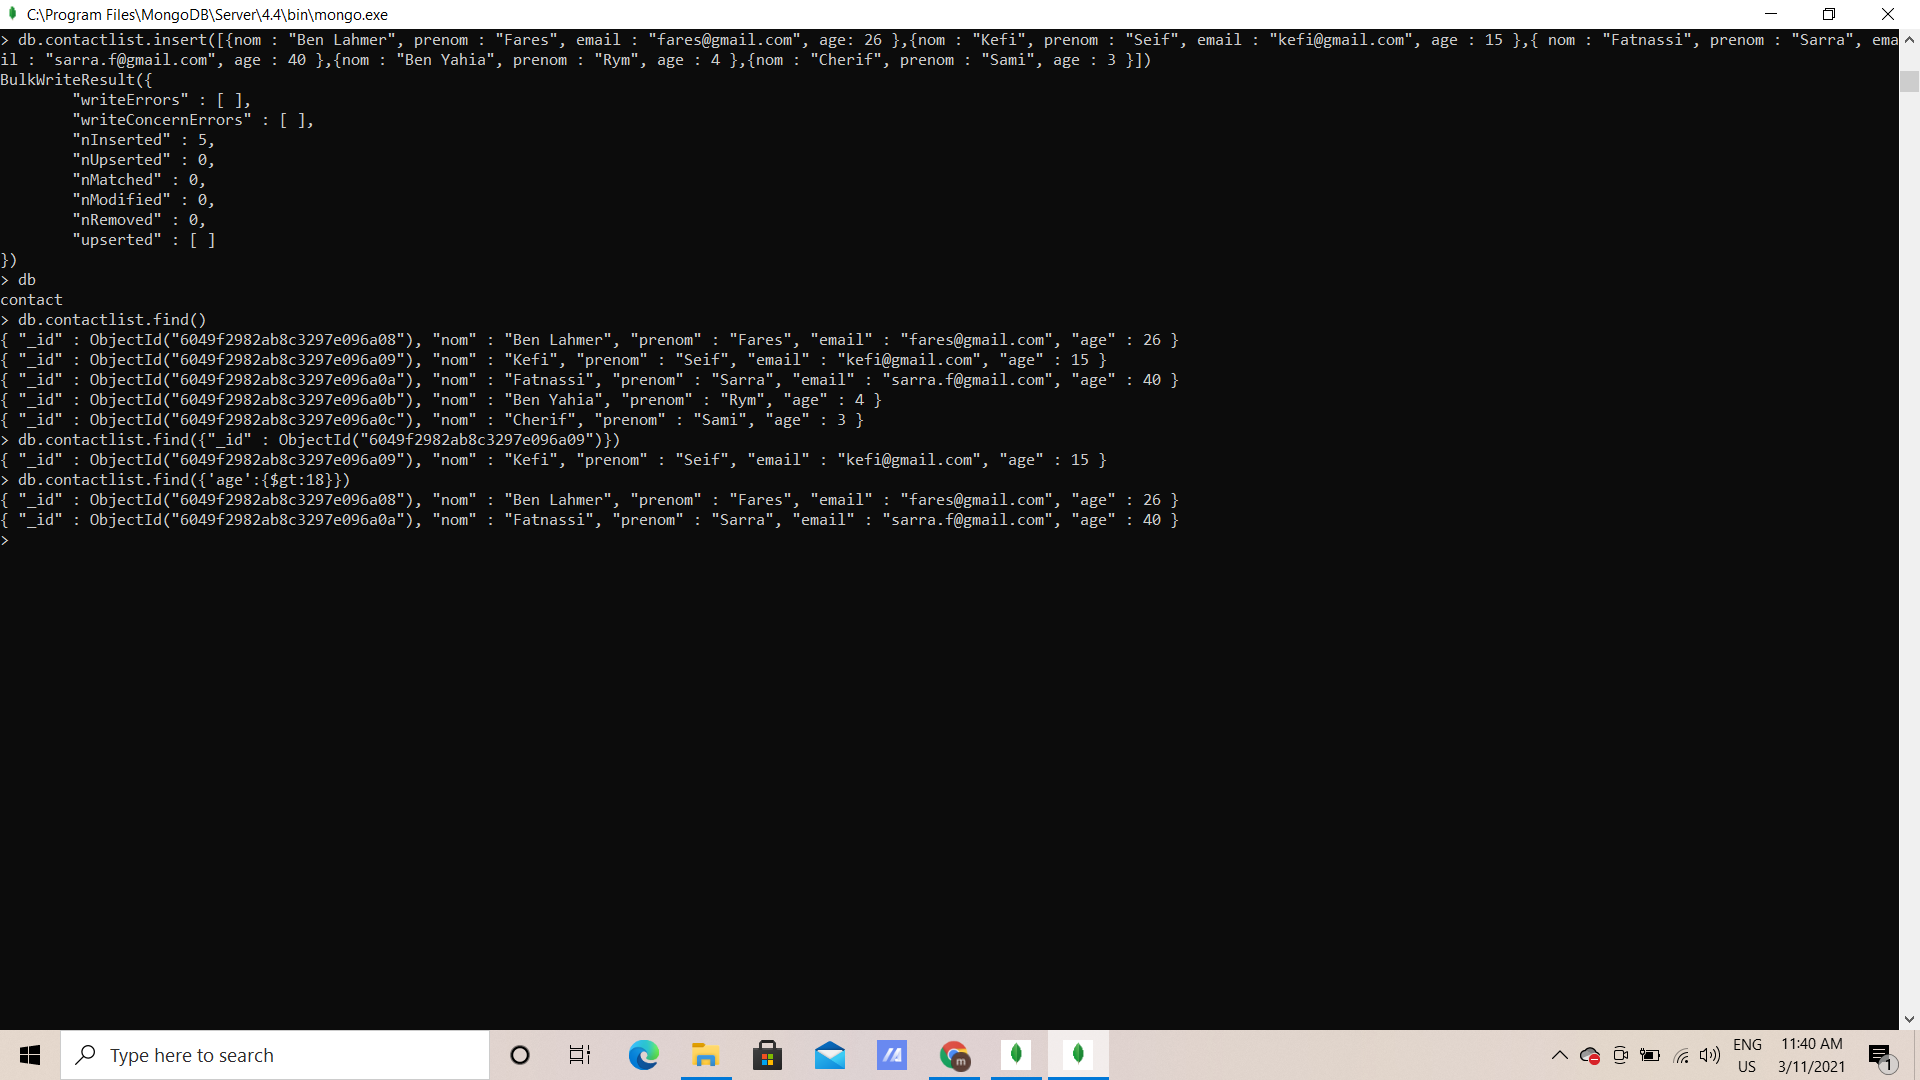 C:\Program Files\MongoDB\Server\4.4\bin\mongo.exe
> db.contactlist.insert([{nom : "Ben Lahmer", prenom : "Fares", email : "fares@gmail.com", age: 26 },{nom : "Kefi", prenom : "Seif", email : "kefi@gmail.com", age : 15 },{ nom : "Fatnassi", prenom : "Sarra", ema
il : "sarra.f@gmail.com", age : 40 },{nom : "Ben Yahia", prenom : "Rym", age : 4 },{nom : "Cherif", prenom : "Sami", age : 3 }])
BulkWriteResult({
"writeErrors" : [ ],
"writeConcernErrors" : [ ],
"nInserted" : 5,
"nUpserted" : 0,
"nMatched" : 0,
"nModified" : 0,
"nRemoved" : 0,
"upserted" : [ ]
})
> db
contact
> db.contactlist.find()
{ "_id" : ObjectId("6049f2982ab8c3297e096a08"), "nom" : "Ben Lahmer", "prenom" : "Fares", "email" : "fares@gmail.com", "age" : 26 }
{ "_id" : ObjectId("6049f2982ab8c3297e096a09"), "nom" : "Kefi", "prenom" : "Seif", "email" : "kefi@gmail.com", "age" : 15 }
{ "_id" : ObjectId("6049f2982ab8c3297e096a0a"), "nom" : "Fatnassi", "prenom" : "Sarra", "email" : "sarra.f@gmail.com", "age" : 40 }
{ "_id" : ObjectId("6049f2982ab8c3297e096a0b"), "nom" : "Ben Yahia", "prenom" : "Rym", "age" : 4 }
{ "_id" : ObjectId("6049f2982ab8c3297e096a0c"), "nom" : "Cherif", "prenom" : "Sami", "age" : 3 }
> db.contactlist.find({"_id" : ObjectId("6049f2982ab8c3297e096a09")})
{ "_id" : ObjectId("6049f2982ab8c3297e096a09"), "nom" : "Kefi", "prenom" : "Seif", "email" : "kefi@gmail.com", "age" : 15 }
> db.contactlist.find({'age':{$gt:18}})
{ "_id" : ObjectId("6049f2982ab8c3297e096a08"), "nom" : "Ben Lahmer", "prenom" : "Fares", "email" : "fares@gmail.com", "age" : 26 }
{ "_id" : ObjectId("6049f2982ab8c3297e096a0a"), "nom" : "Fatnassi", "prenom" : "Sarra", "email" : "sarra.f@gmail.com", "age" : 40 }
>
Type here to search
m
ENG
US
11:40 AM
3/11/2021
1